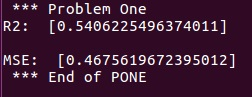 *** Problem One
R2:  [0.5406225496374011]
MSE:  [0.4675619672395012]
*** End of PONE